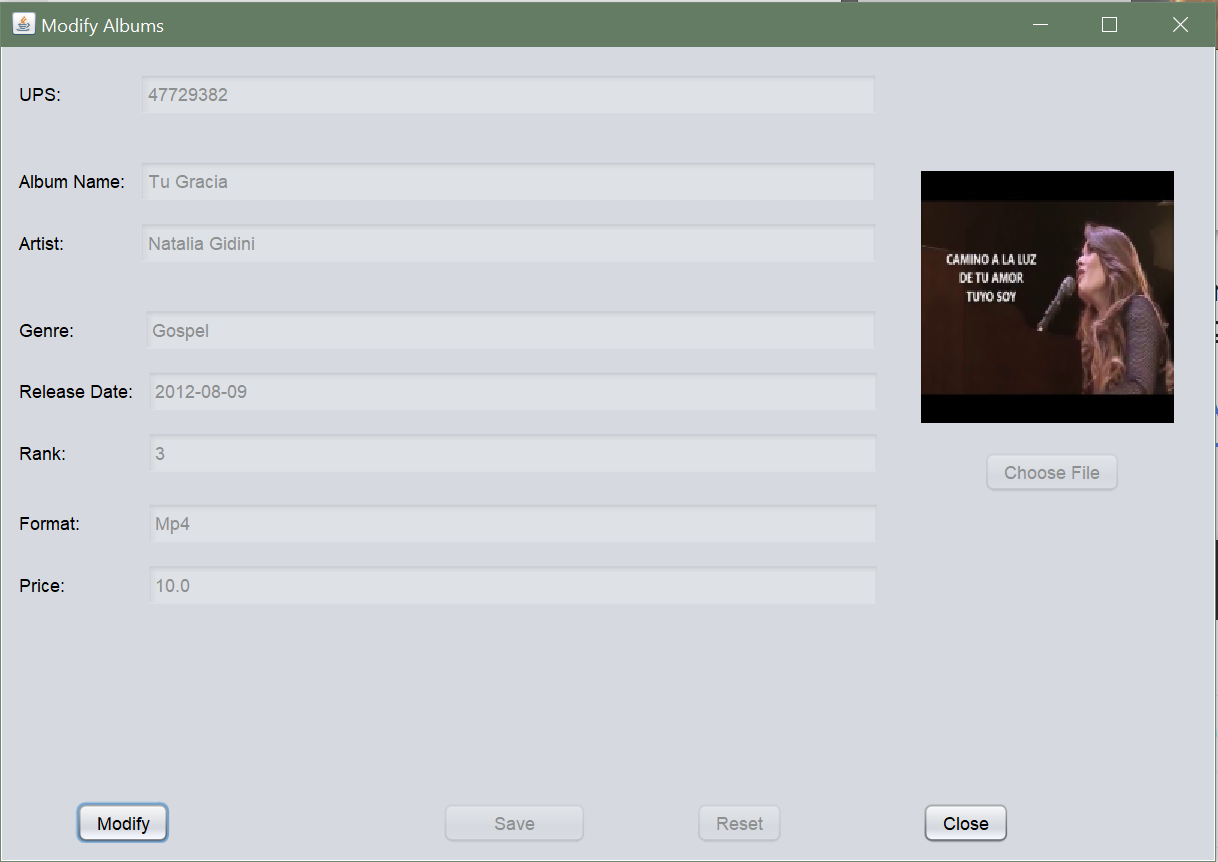 Modify Albums
UPS: 47729382
Album Name: Tu Gracia
Artist: Natalia Gidini
CAMINO A LA LUZ
DE TU AMOR
TUYO SOY
Genre: Gospel
Release Date: 2012-08-09
Rank: 3
Choose File
Format: Mp4
Price: 10.0
Modify Save Reset Close